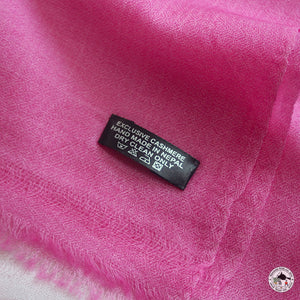 EXCLUSIVE CASHMERE
HAND MADE IN NEPAL
DRY CLEAN ONLY